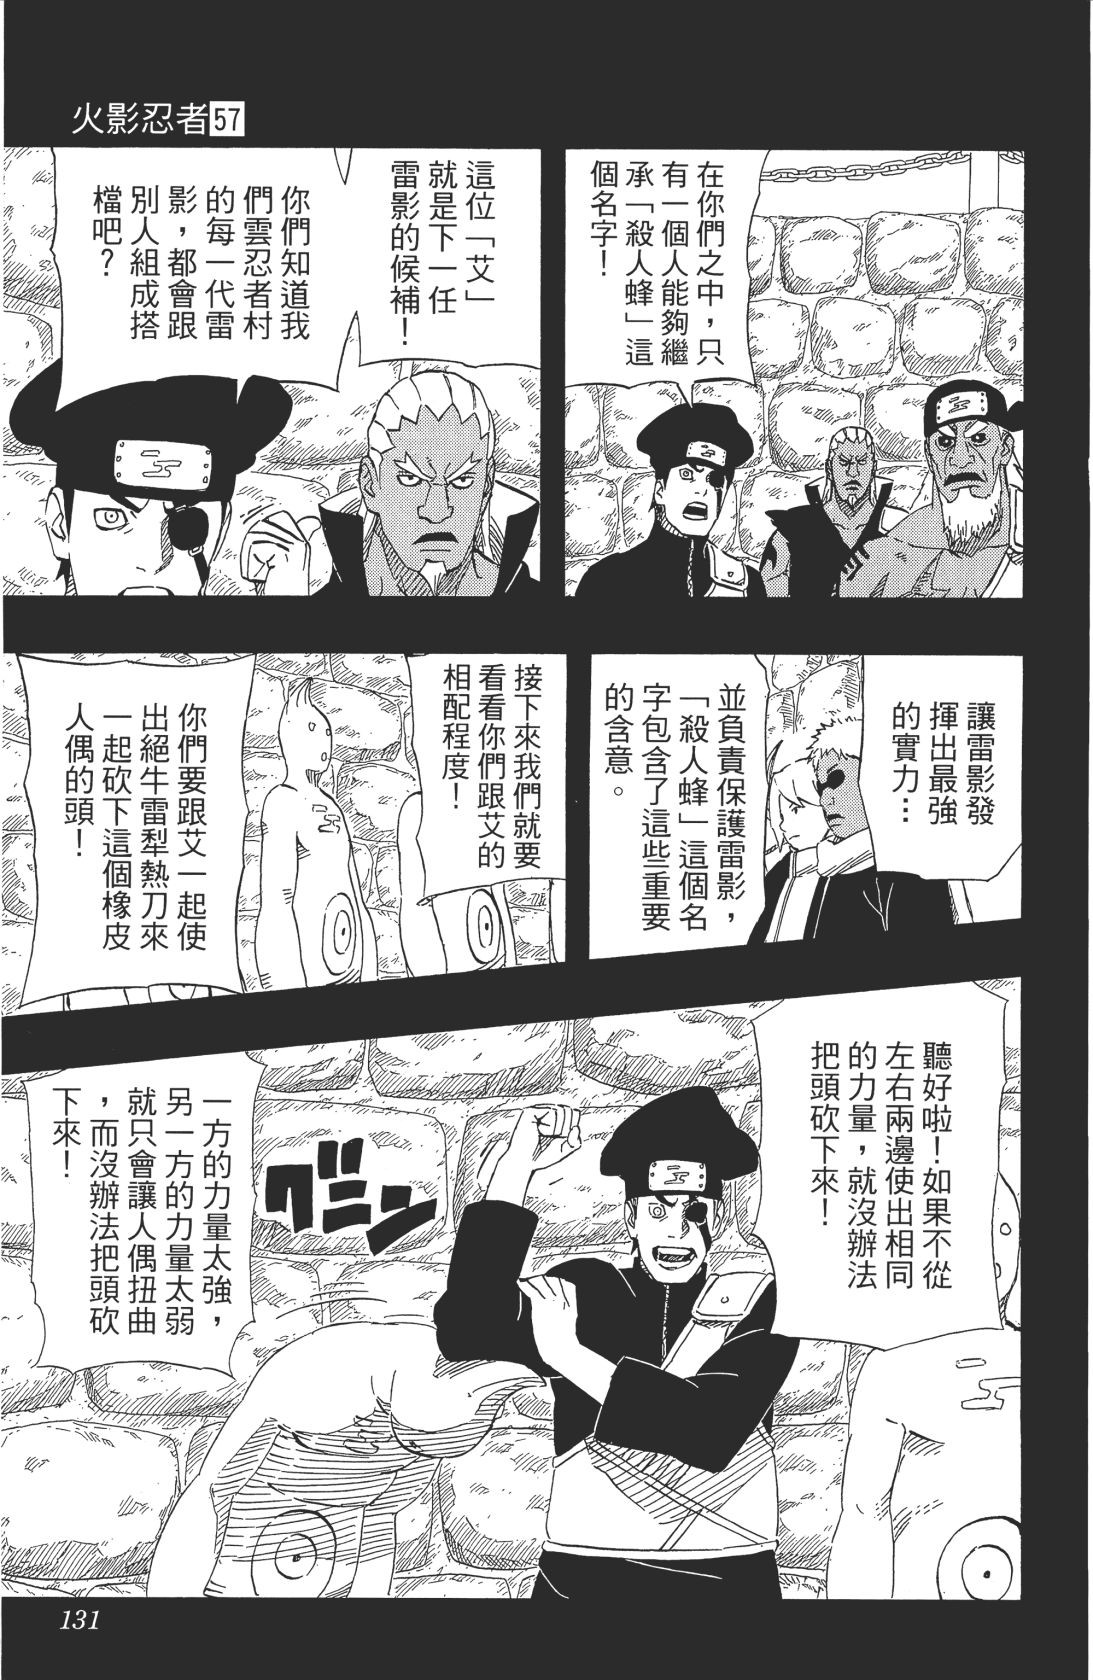 火影忍者57
在你們之中，只
有一個人能夠繼
承「殺人蜂」這
個名字！
這位「艾」
就是下一任
雷影的候補！
你們知道我
們雲忍者村
的每一代雷
影，都會跟
別人組成搭
檔吧？
讓雷影發
揮出最強
的實力…
並負責保護雷影，
「殺人蜂」這個名
字包含了這些重要
的含意。
接下來我們就要
看看你們跟艾的
相配程度！
你們要跟艾一起使
出絕牛雷犁熱刀來
一起砍下這個橡皮
人偶的頭！
聽好啦！如果不從
左右兩邊使出相同
的力量，就沒辦法
把頭砍下來！
グニン
一方的力量太強，
另一方的力量太弱
就只會讓人偶扭曲
，而沒辦法把頭砍
下來！
131